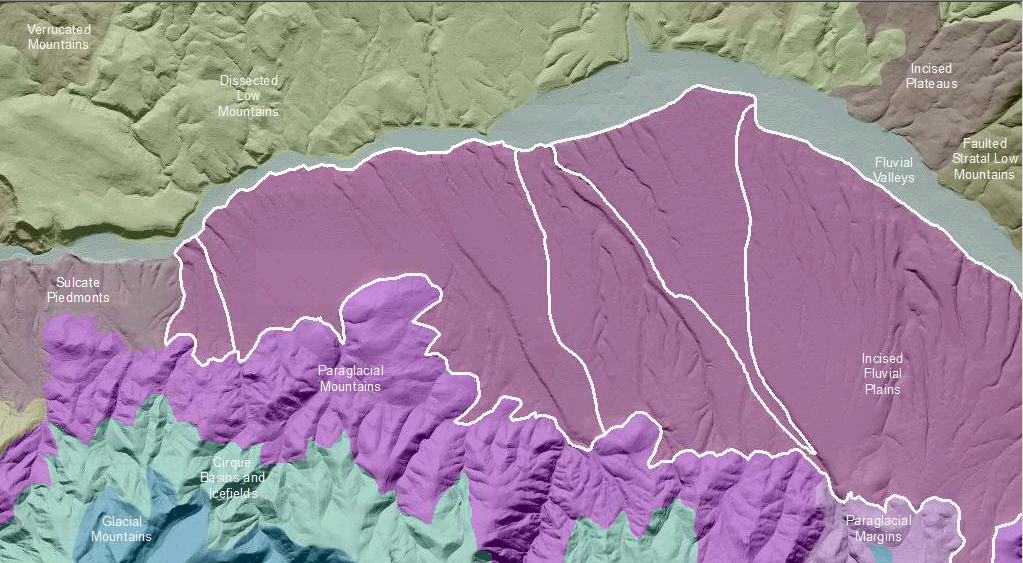 Verrucated
Mountains
Dissected
Low
Mountains
Incised
Plateaus
Faulted
Stratal Low
Mountains
Fluvial
Valleys
Sulcate
Piedmonts
Paraglacial
Mountains
Incised
Fluvial
Plains
Cirque
Basins and
Icefields
Glacial
Mountains
Paraglacial
Margins